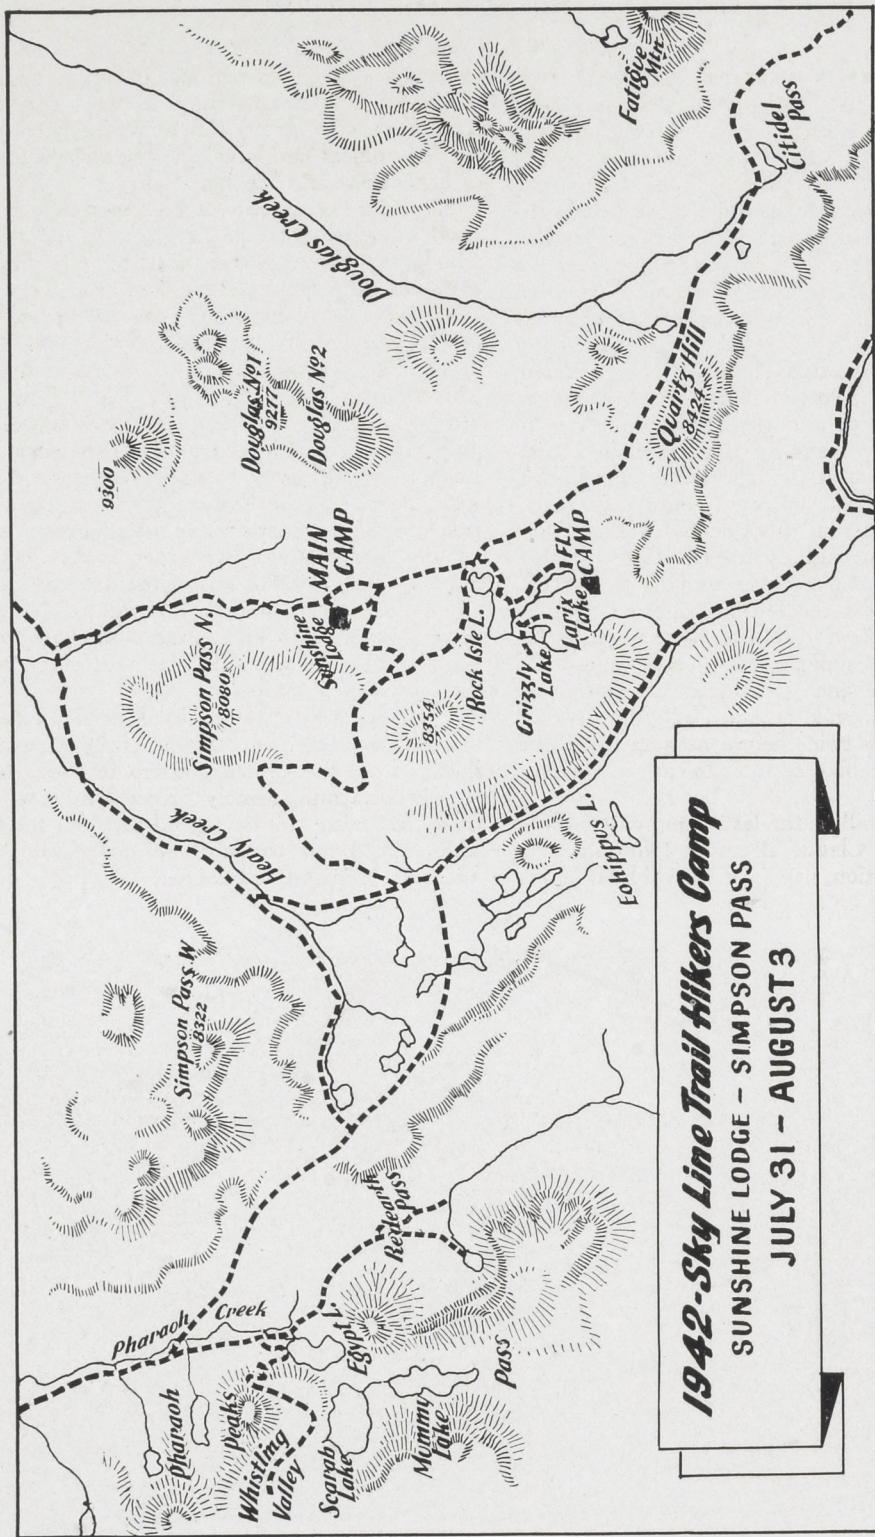 Pharaoh
Creek
Pharaoh
Peaks
Whistling
Valley
Scarab
Lake
Mummy
Lake
Egypt L.
Pass
Redearth
Pass
Simpson Pass W
8322
Healy Creek
Simpson Pass N.
8080
Sunshine
Lodge
MAIN
CAMP
8354
Rock Isle L.
Grizzly
Lake
Larix
Lake
FLY
CAMP
Eohippus L.
9300
Douglas Nº1
9277
Douglas Nº2
Douglas Creek
Quartz Hill
8424
Fatigue
Mtn.
Citidel
Pass
1942-Sky Line Trail Hikers Camp
SUNSHINE LODGE – SIMPSON PASS
JULY 31 – AUGUST 3